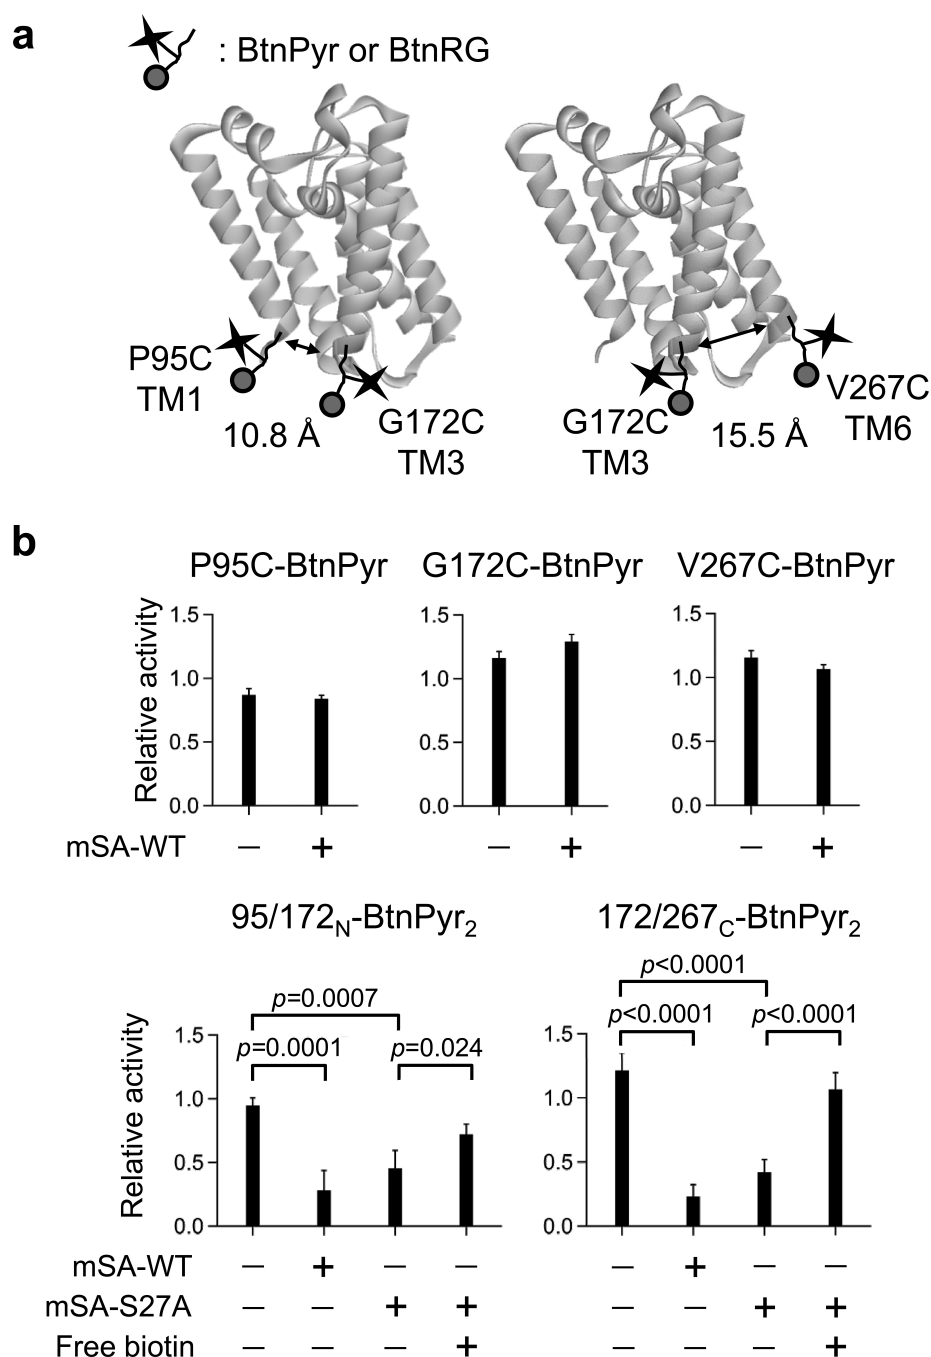 a
: BtnPyr or BtnRG
P95C
TM1
10.8 Å
G172C
TM3
G172C
TM3
15.5 Å
V267C
TM6
b
P95C-BtnPyr
G172C-BtnPyr
V267C-BtnPyr
Relative activity
1.5
1.0
0.5
0.0
1.5
1.0
0.5
0.0
1.5
1.0
0.5
0.0
mSA-WT − + − + − +
95/172N-BtnPyr2
172/267C-BtnPyr2
p=0.0007
p=0.0001
p=0.024
p<0.0001
p<0.0001
p<0.0001
Relative activity
1.5
1.0
0.5
0.0
1.5
1.0
0.5
0.0
mSA-WT − + − − − + − −
mSA-S27A − − + + − − + +
Free biotin − − − + − − − +